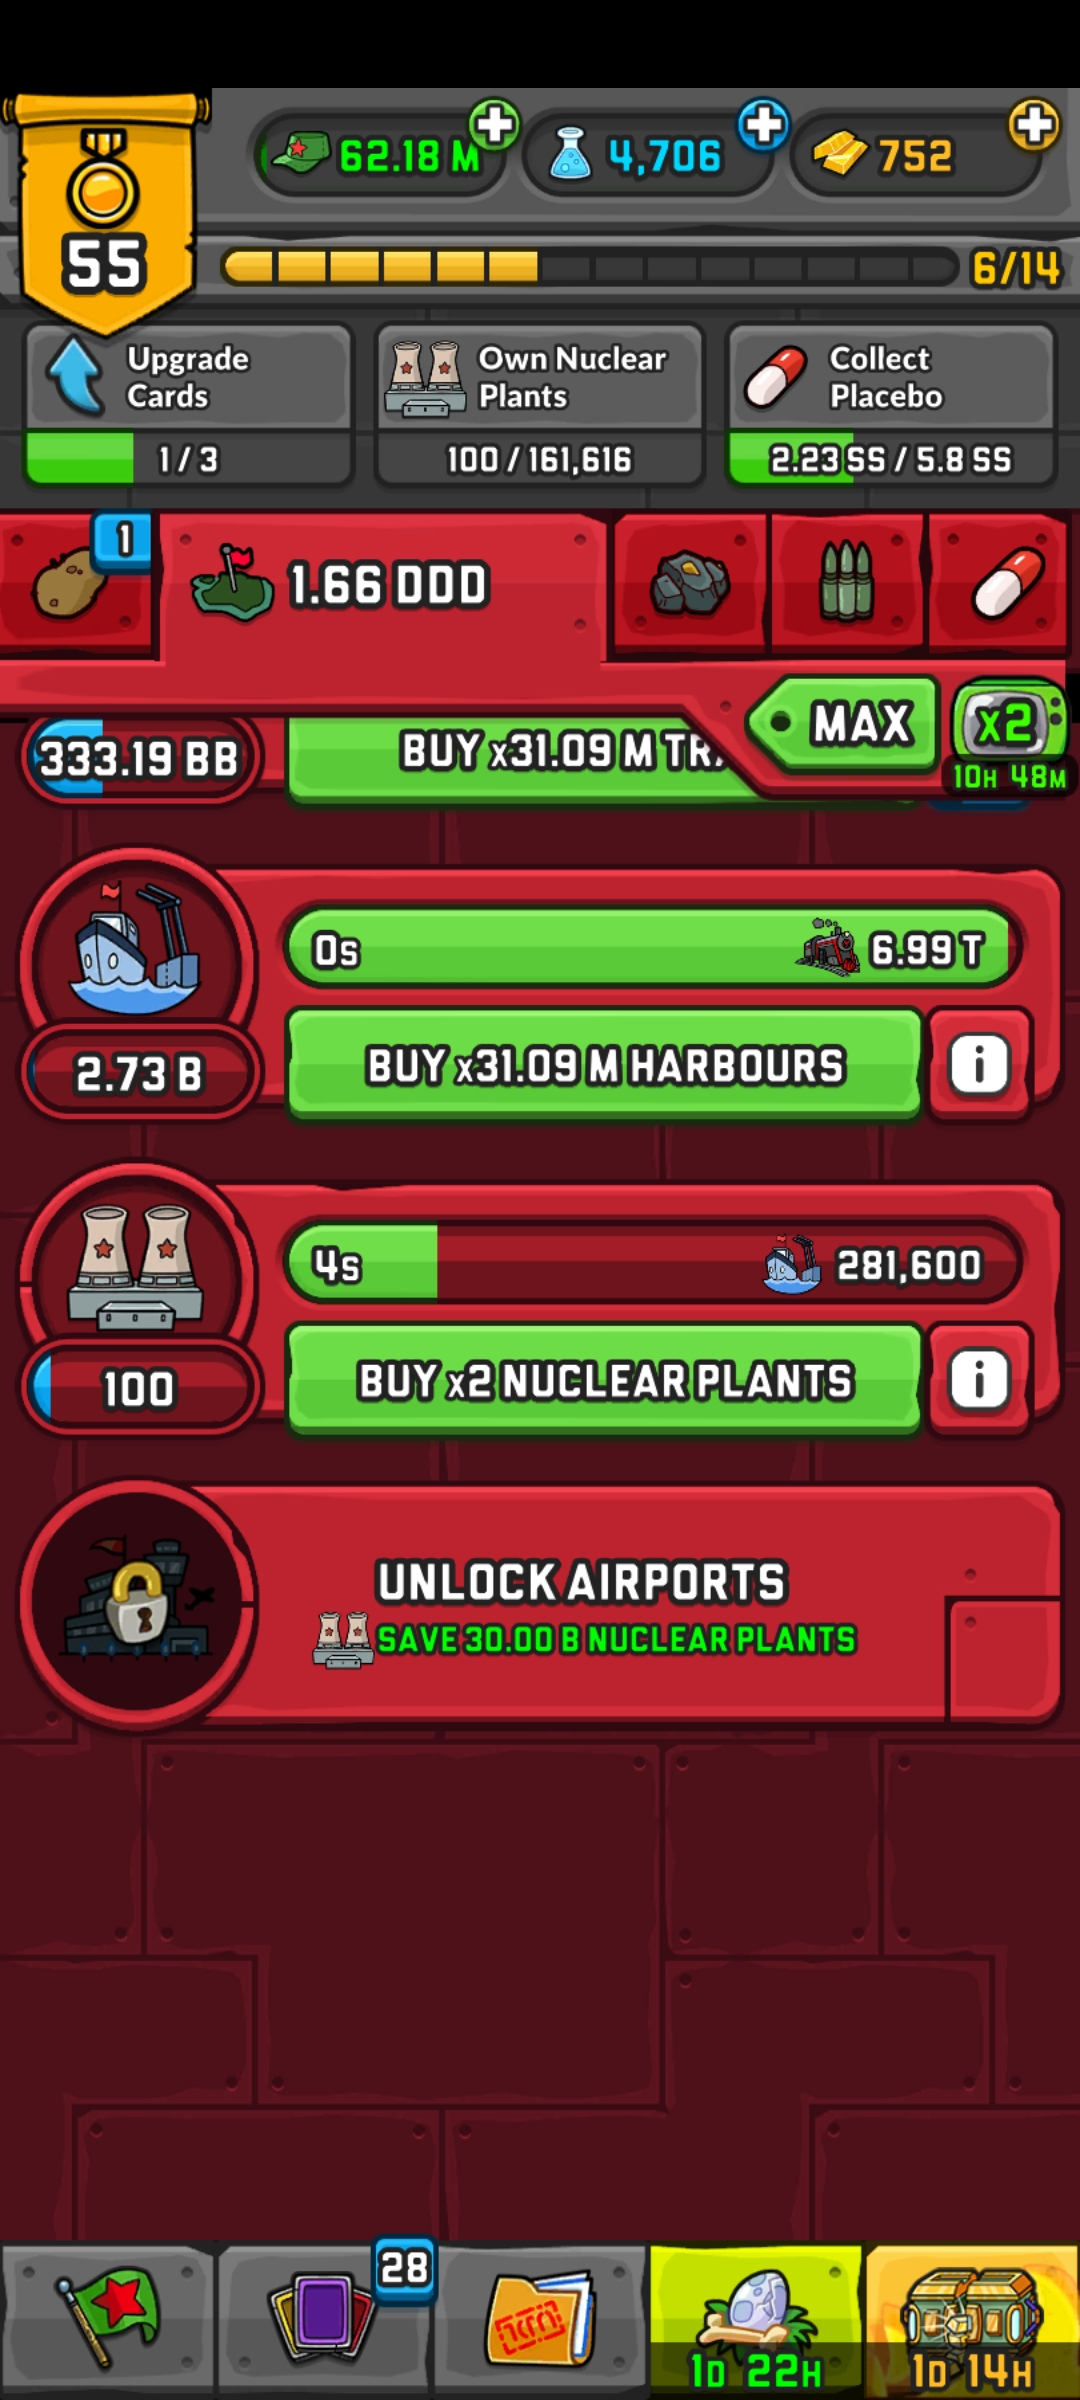 62.18 M
4,706
752
55
6/14
Upgrade
Cards
1 / 3
Own Nuclear
Plants
100 / 161,616
Collect
Placebo
2.23 SS / 5.8 SS
1
1.66 DDD
MAX
x2
10H 48M
333.19 BB
BUY x31.09 M
0s
6.99 T
2.73 B
BUY x31.09 M HARBOURS
i
4s
281,600
100
BUY x2 NUCLEAR PLANTS
i
UNLOCK AIRPORTS
SAVE 30.00 B NUCLEAR PLANTS
28
1D 22H
1D 14H